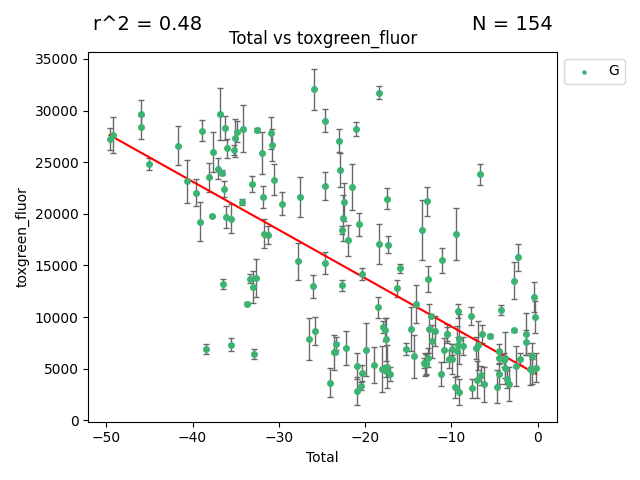 r^2 = 0.48 N = 154
Total vs toxgreen_fluor
G
35000
30000
25000
20000
15000
10000
5000
0
toxgreen_fluor
−50 −40 −30 −20 −10 0
Total